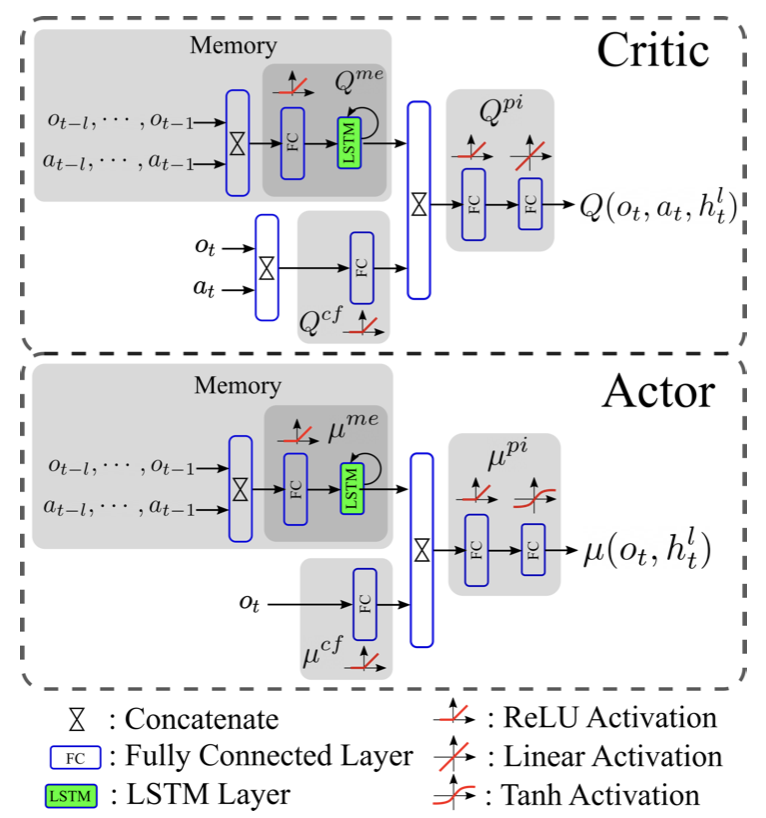 Memory
Critic
Q^{me}
Q^{pi}
o_{t-l}, ⋯ , o_{t-1}
a_{t-l}, ⋯ , a_{t-1}
FC
LSTM
FC
FC
Q(o_t, a_t, h_t^l)
o_t
a_t
FC
Q^{cf}
Memory
Actor
μ^{me}
μ^{pi}
o_{t-l}, ⋯ , o_{t-1}
a_{t-l}, ⋯ , a_{t-1}
FC
LSTM
FC
FC
μ(o_t, h_t^l)
o_t
FC
μ^{cf}
: Concatenate
: ReLU Activation
FC : Fully Connected Layer
: Linear Activation
LSTM : LSTM Layer
: Tanh Activation